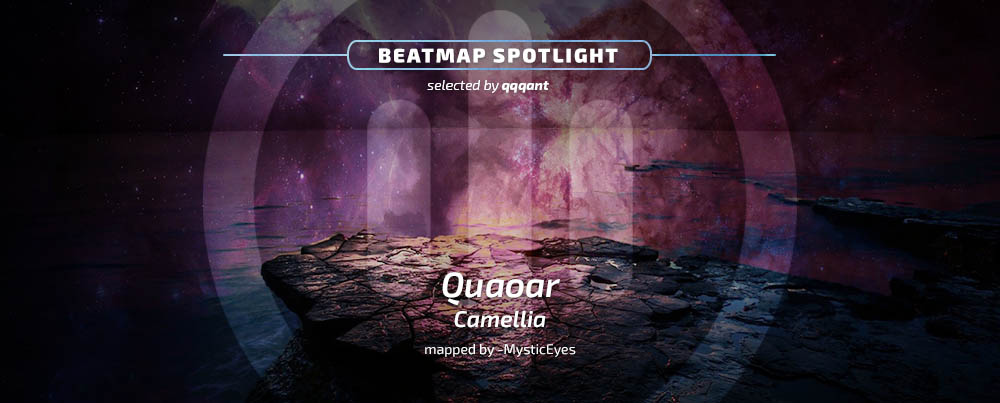 BEATMAP SPOTLIGHT
selected by qqqant
Quaoar
Camellia
mapped by -MysticEyes